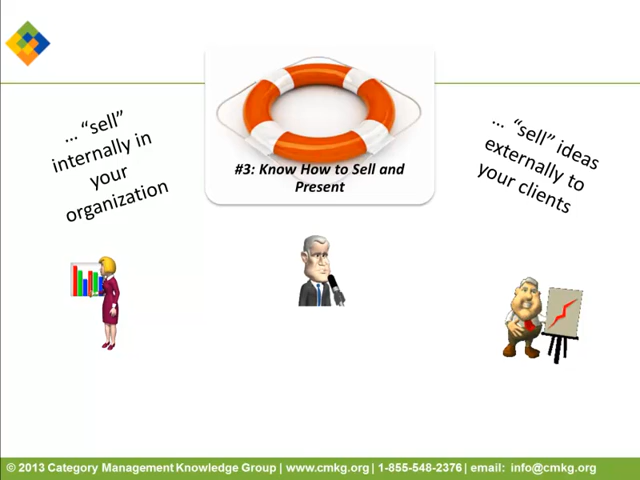 ... “sell”
internally in
your
organization
#3: Know How to Sell and
Present
... “sell” ideas
externally to
your clients
© 2013 Category Management Knowledge Group | www.cmkg.org | 1-855-548-2376 | email:  info@cmkg.org